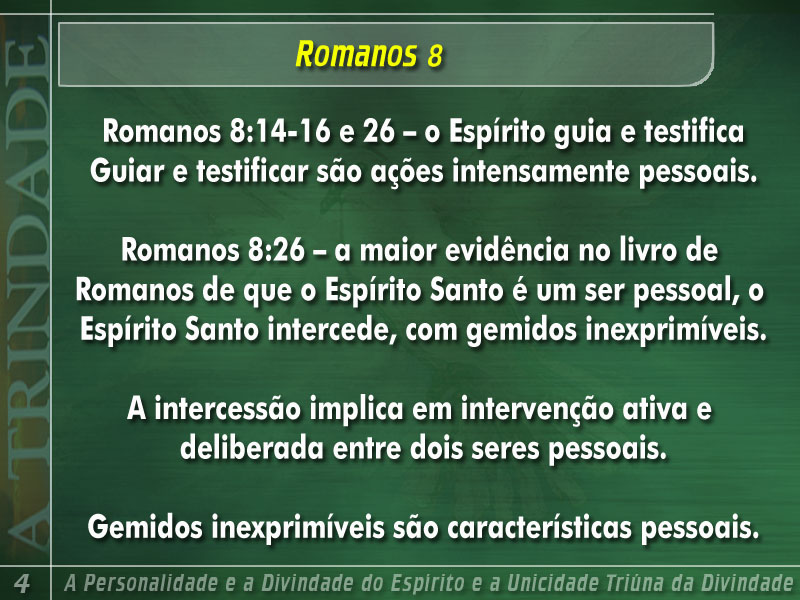 A TRINDADE
Romanos 8
Romanos 8:14-16 e 26 – o Espírito guia e testifica
Guiar e testificar são ações intensamente pessoais.
Romanos 8:26 – a maior evidência no livro de
Romanos de que o Espírito Santo é um ser pessoal, o
Espírito Santo intercede, com gemidos inexprimíveis.
A intercessão implica em intervenção ativa e
deliberada entre dois seres pessoais.
Gemidos inexprimíveis são características pessoais.
4
A Personalidade e a Divindade do Espírito e a Unicidade Triúna da Divindade